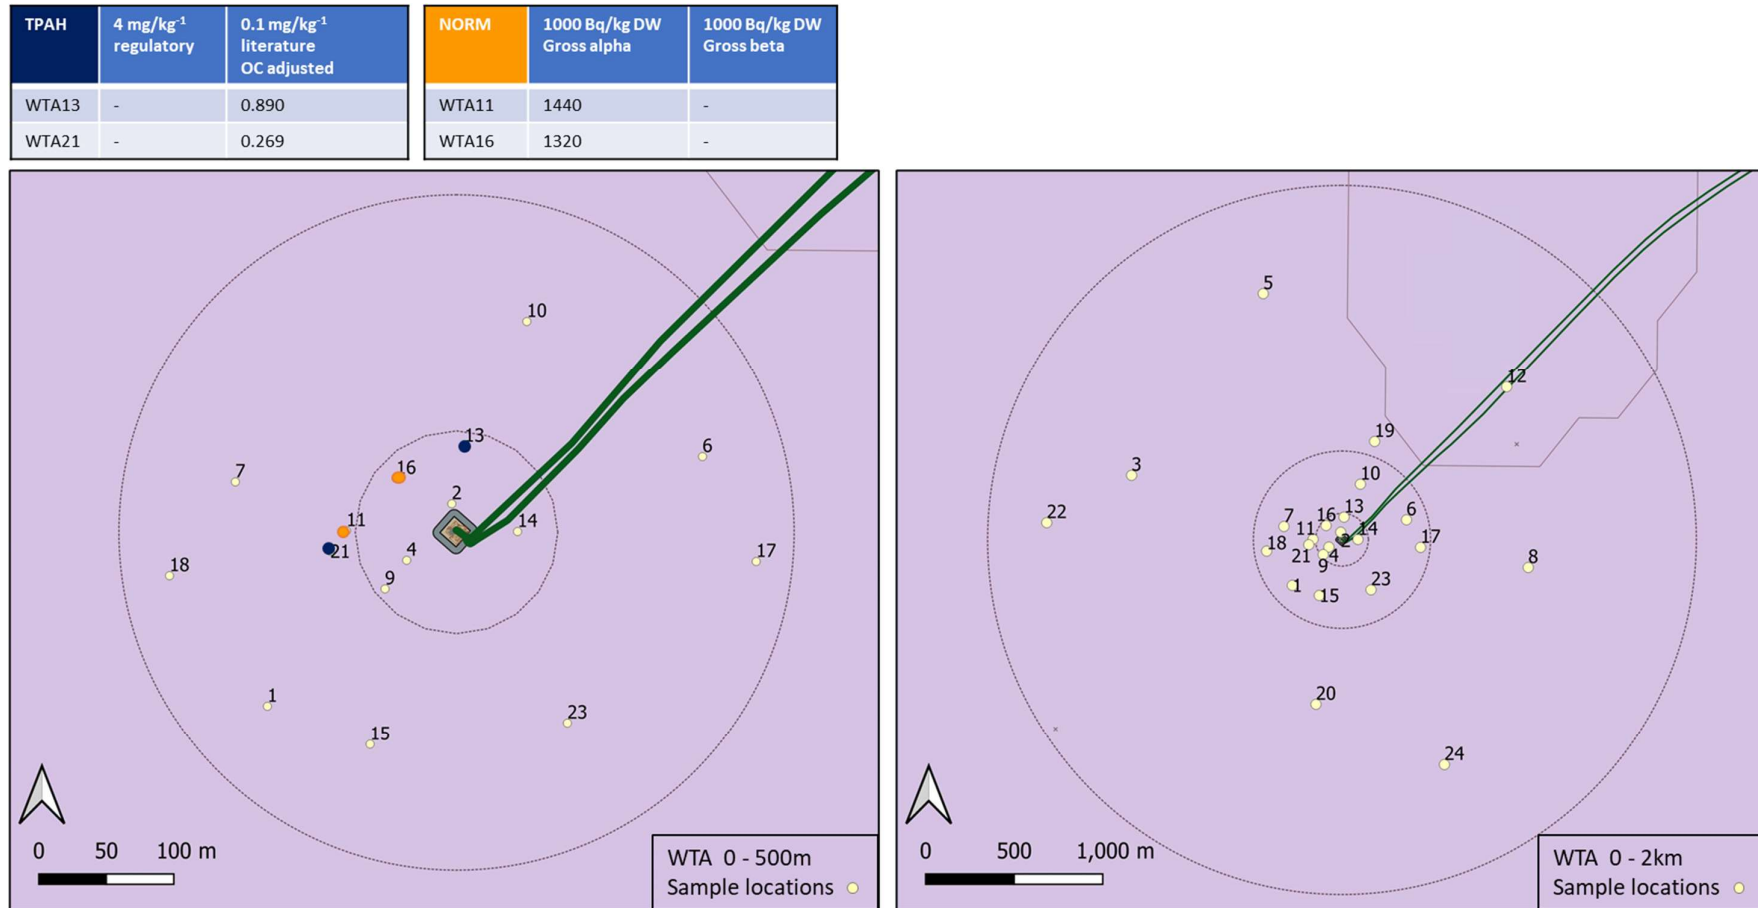 TPAH
4 mg/kg⁻¹
regulatory
0.1 mg/kg⁻¹
literature
OC adjusted
WTA13 - 0.890
WTA21 - 0.269
NORM
1000 Bq/kg DW
Gross alpha
1000 Bq/kg DW
Gross beta
WTA11 1440 -
WTA16 1320 -
10
13
6
16
7
2
11
14
21
4
17
18
9
1
23
15
0 50 100 m
WTA 0 - 500m
Sample locations
5
12
19
3
10
22
13
7
16
6
11
14
2
17
18
21
4
8
9
1
23
15
20
24
0 500 1,000 m
WTA 0 - 2km
Sample locations